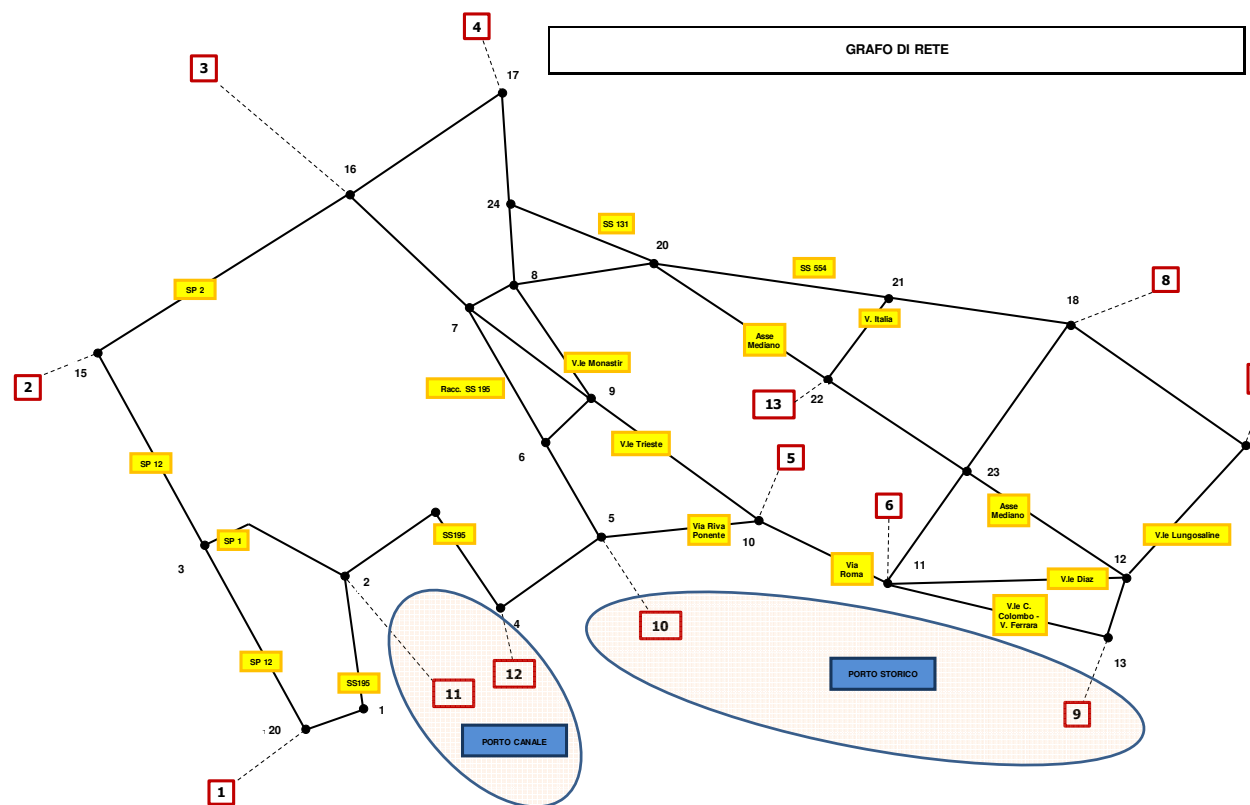 4
GRAFO DI RETE
3
17
16
24
SS 131
20
SS 554
8
21
8
18
SP 2
V. Italia
7
Asse
Mediano
2
15
V.le Monastir
Racc. SS 195
9
13
22
V.le Trieste
6
5
SP 12
23
6
Asse
Mediano
5
Via Riva
Ponente
10
SS195
SP 1
V.le Lungosaline
3
2
Via
Roma
11
12
V.le Diaz
4
10
V.le C.
Colombo -
V. Ferrara
SP 12
12
PORTO STORICO
13
SS195
11
1
9
20
PORTO CANALE
1